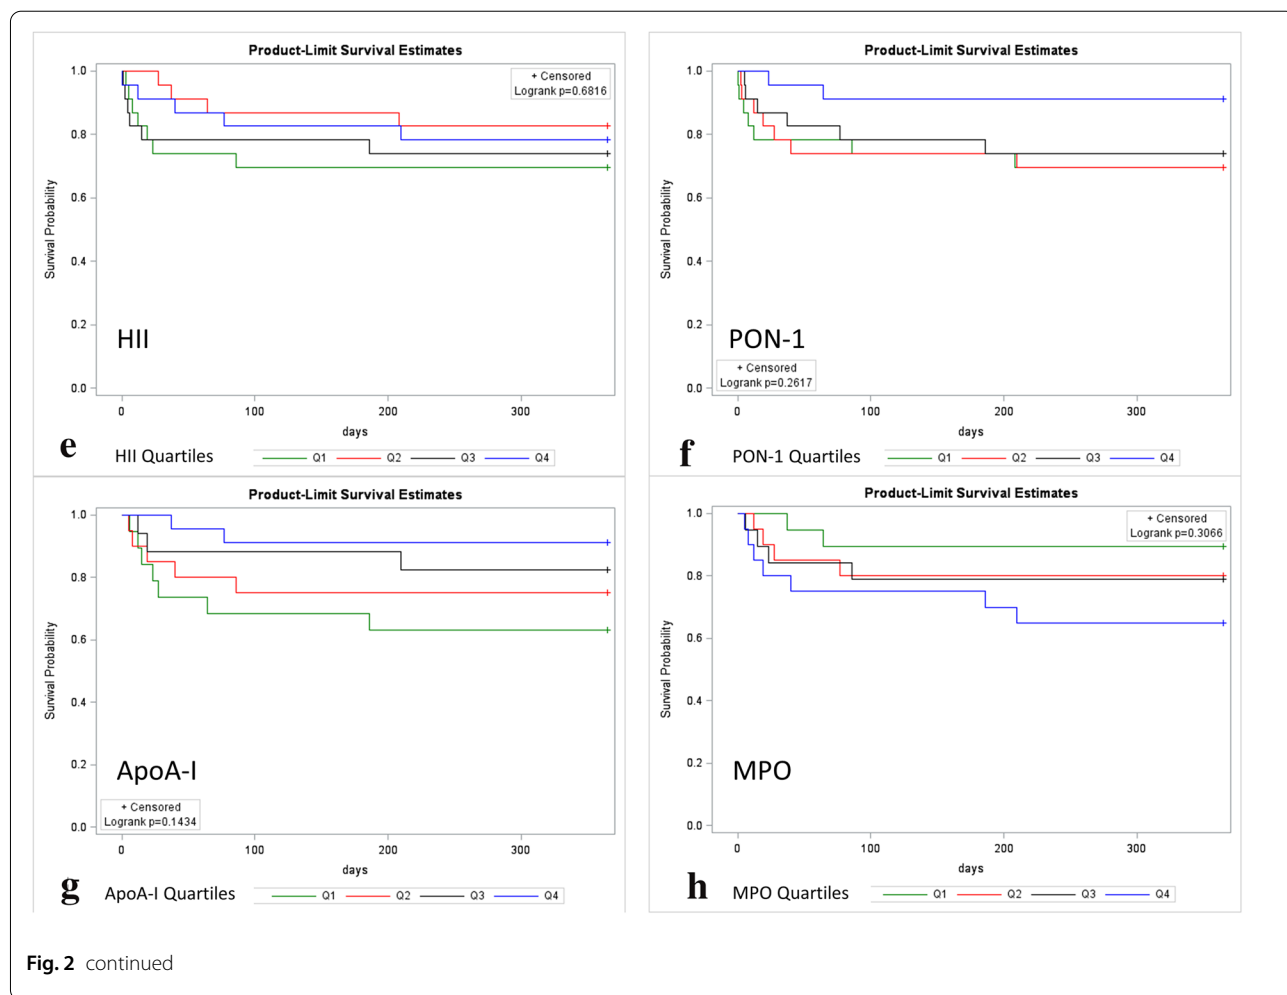 Product-Limit Survival Estimates
+ Censored
Logrank p=0.6816
1.0
0.8
0.6
0.4
0.2
0.0
Survival Probability
HII
0 100 200 300
days
e HII Quartiles Q1 Q2 Q3 Q4
Product-Limit Survival Estimates
1.0
0.8
0.6
0.4
0.2
0.0
Survival Probability
PON-1
+ Censored
Logrank p=0.2617
0 100 200 300
days
f PON-1 Quartiles Q1 Q2 Q3 Q4
Product-Limit Survival Estimates
1.0
0.8
0.6
0.4
0.2
0.0
Survival Probability
ApoA-I
+ Censored
Logrank p=0.1434
0 100 200 300
days
g ApoA-I Quartiles Q1 Q2 Q3 Q4
Product-Limit Survival Estimates
+ Censored
Logrank p=0.3066
1.0
0.8
0.6
0.4
0.2
0.0
Survival Probability
MPO
0 100 200 300
days
h MPO Quartiles Q1 Q2 Q3 Q4
Fig. 2 continued